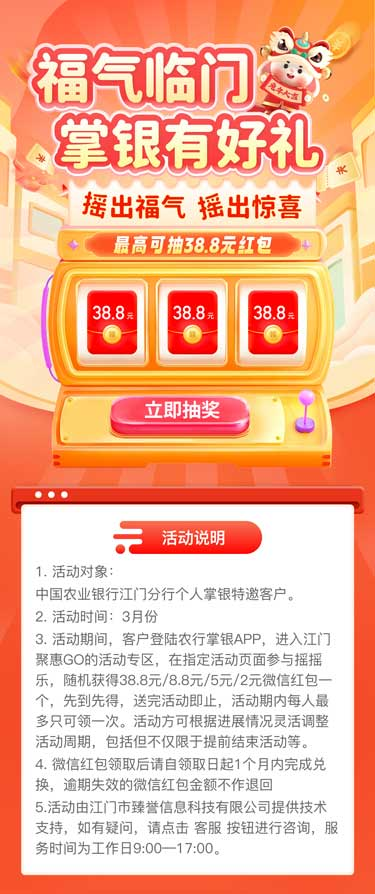 福气临门
掌银有好礼
摇出福气 摇出惊喜
最高可抽38.8元红包
38.8元 38.8元 38.8元
立即抽奖
活动说明
1. 活动对象：
中国农业银行江门分行个人掌银特邀客户。
2. 活动时间：3月份
3. 活动期间，客户登陆农行掌银APP，进入江门
聚惠GO的活动专区，在指定活动页面参与摇摇
乐，随机获得38.8元/8.8元/5元/2元微信红包一
个，先到先得，送完活动即止，活动期内每人最
多只可领一次。活动方可根据进展情况灵活调整
活动周期，包括但不仅限于提前结束活动等。
4. 微信红包领取后请自领取日起1个月内完成兑
换，逾期失效的微信红包金额不作退回
5.活动由江门市臻誉信息科技有限公司提供技术
支持，如有疑问，请点击 客服 按钮进行咨询，服
务时间为工作日9:00—17:00。